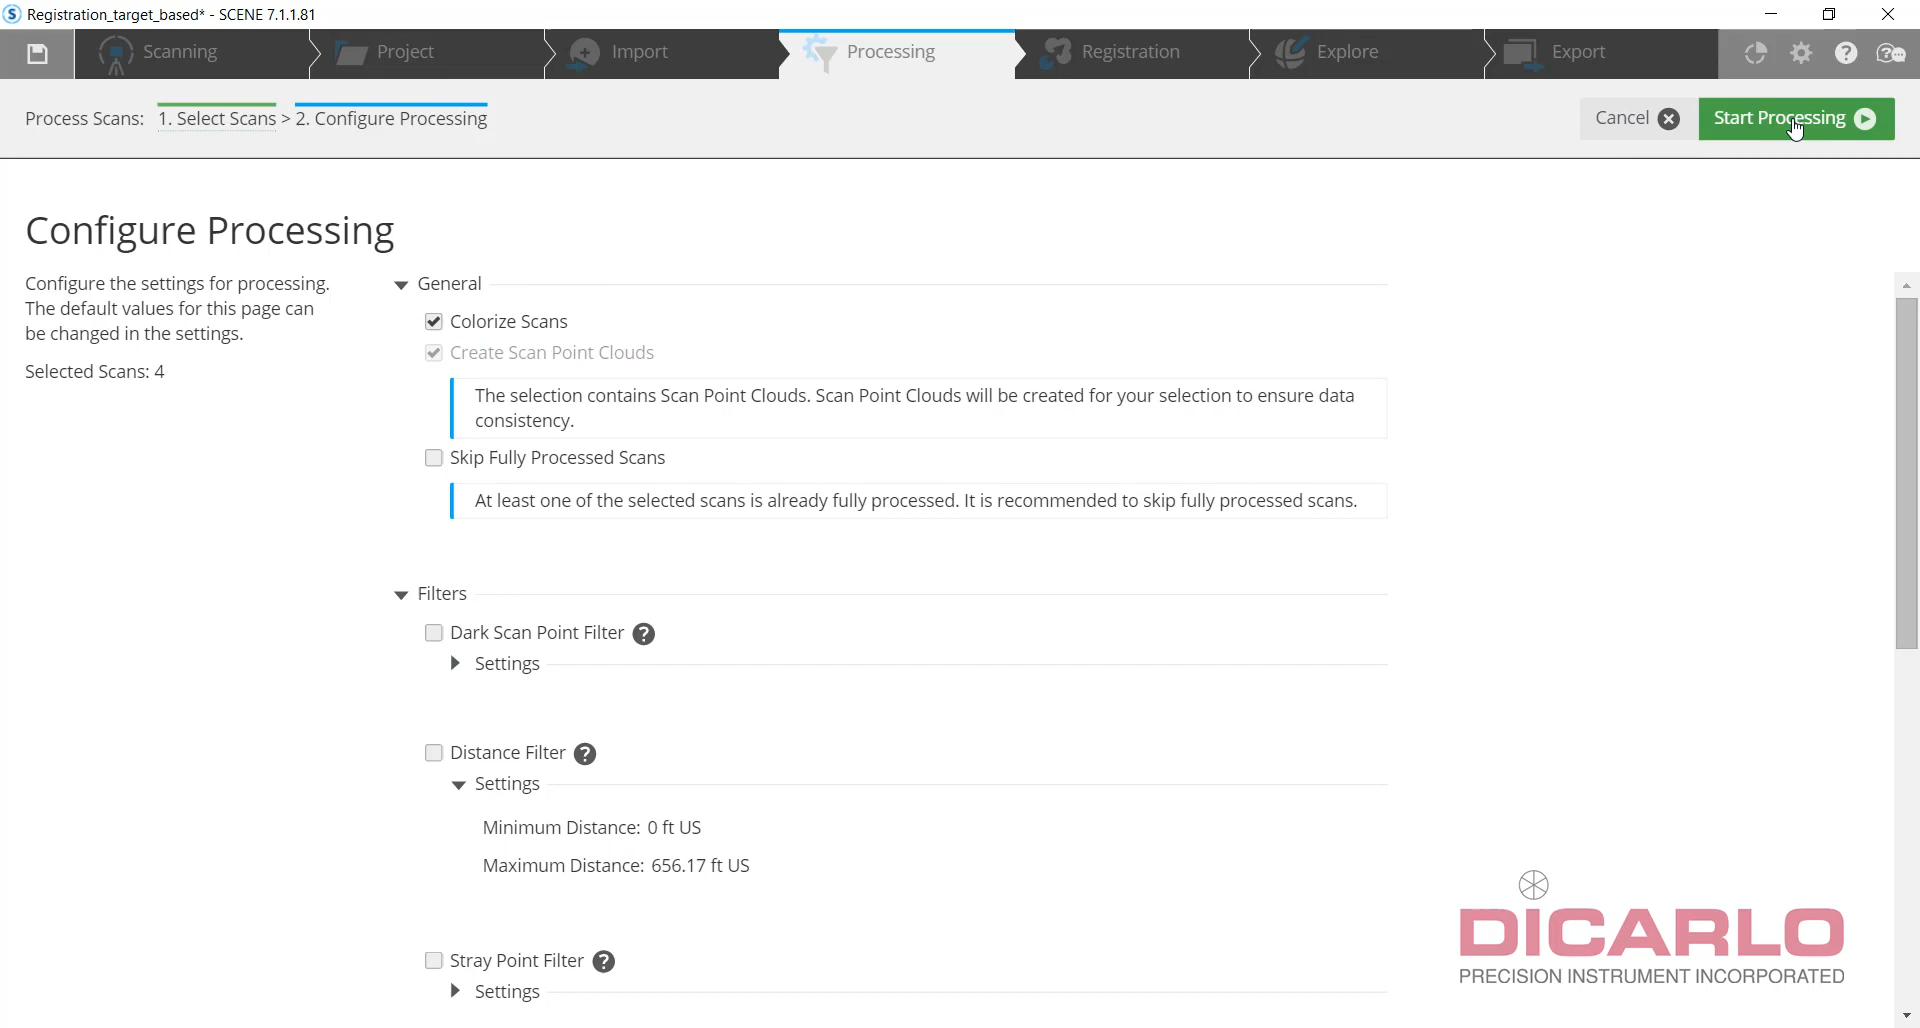 Registration_target_based* - SCENE 7.1.1.81
Scanning
Project
Import
Processing
Registration
Explore
Export
Process Scans: 1. Select Scans > 2. Configure Processing
Cancel
Start Processing
Configure Processing
Configure the settings for processing.
The default values for this page can
be changed in the settings.
Selected Scans: 4
General
Colorize Scans
Create Scan Point Clouds
The selection contains Scan Point Clouds. Scan Point Clouds will be created for your selection to ensure data
consistency.
Skip Fully Processed Scans
At least one of the selected scans is already fully processed. It is recommended to skip fully processed scans.
Filters
Dark Scan Point Filter ?
Settings
Distance Filter ?
Settings
Minimum Distance: 0 ft US
Maximum Distance: 656.17 ft US
Stray Point Filter ?
Settings
DICARLO
PRECISION INSTRUMENT INCORPORATED